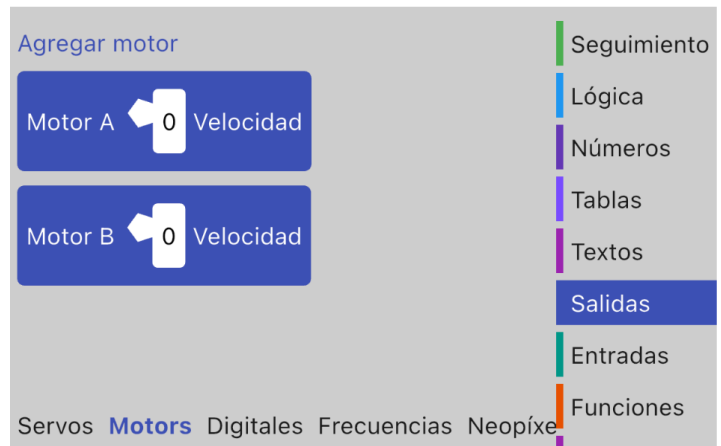 Agregar motor
Motor A 0 Velocidad
Motor B 0 Velocidad
Servos Motors Digitales Frecuencias Neopíxe
Seguimiento
Lógica
Números
Tablas
Textos
Salidas
Entradas
Funciones